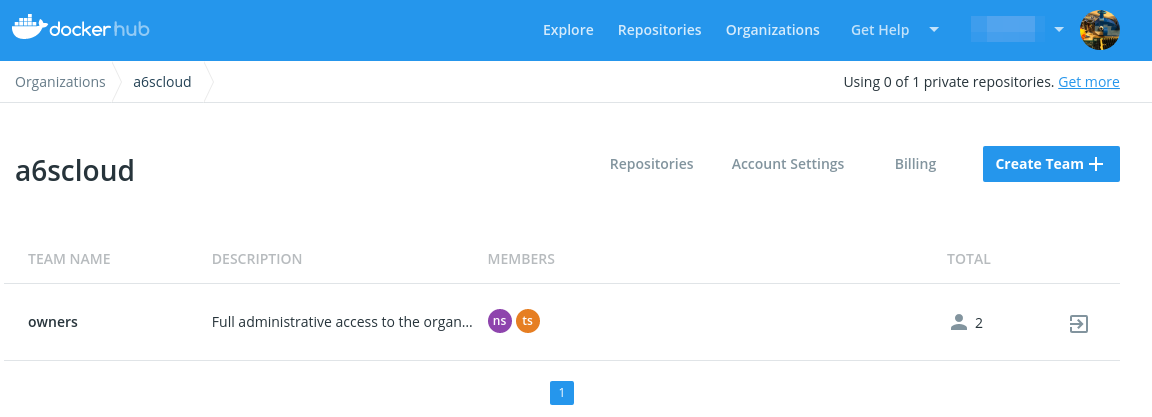 docker hub Explore Repositories Organizations Get Help
Organizations a6scloud Using 0 of 1 private repositories. Get more
a6scloud Repositories Account Settings Billing Create Team
TEAM NAME DESCRIPTION MEMBERS TOTAL
owners Full administrative access to the organ... ns ts 2
1